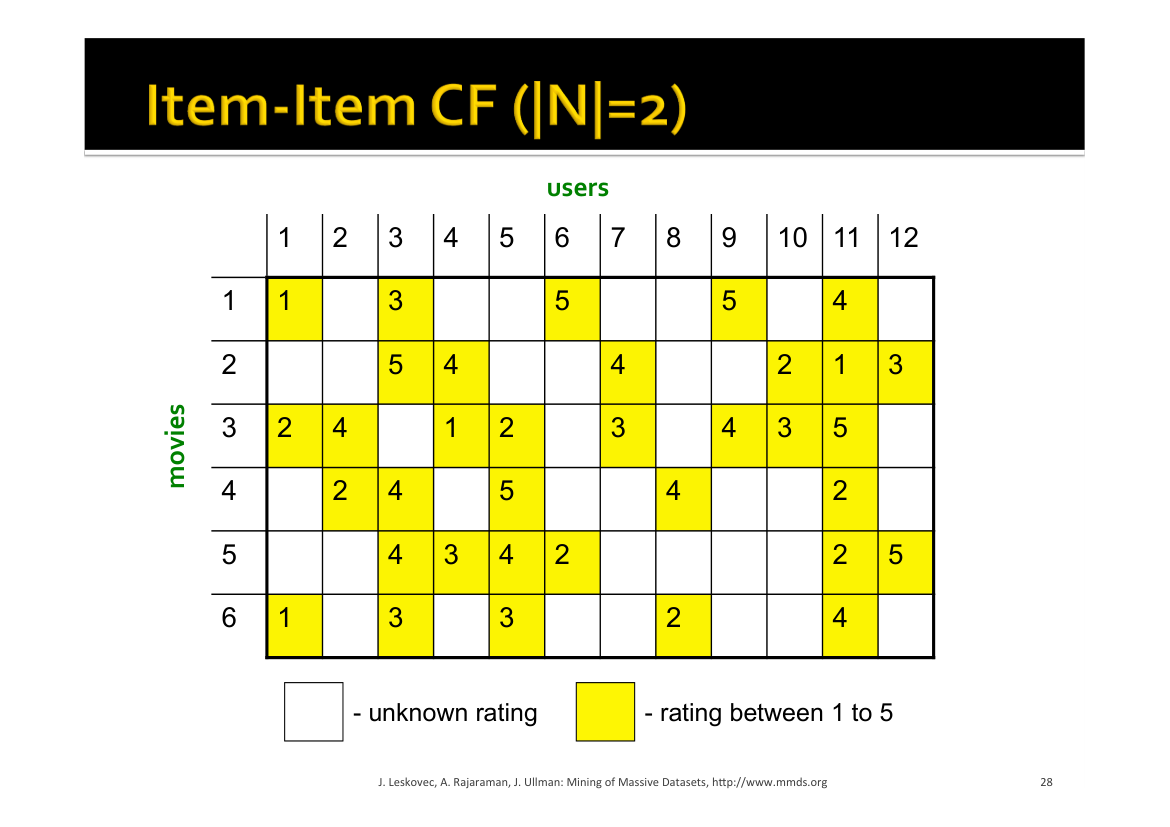 Item-Item CF (|N|=2)
users
1 2 3 4 5 6 7 8 9 10 11 12
movies
1 1 3 5 5 4
2 5 4 4 2 1 3
3 2 4 1 2 3 4 3 5
4 2 4 5 4 2
5 4 3 4 2 2 5
6 1 3 3 2 4
- unknown rating - rating between 1 to 5
J. Leskovec, A. Rajaraman, J. Ullman: Mining of Massive Datasets, http://www.mmds.org 28